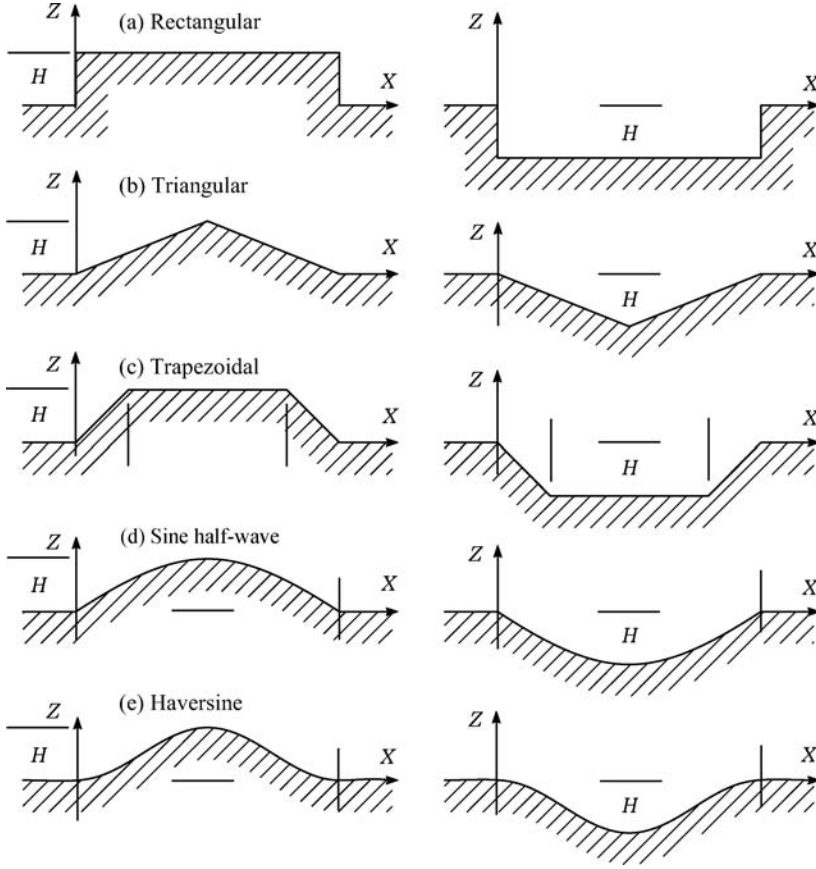 Z
(a) Rectangular
Z
H
X
X
H
Z
(b) Triangular
Z
H
X
X
H
Z
(c) Trapezoidal
Z
H
X
X
H
(d) Sine half-wave
Z
Z
H
X
X
H
(e) Haversine
Z
Z
H
X
X
H